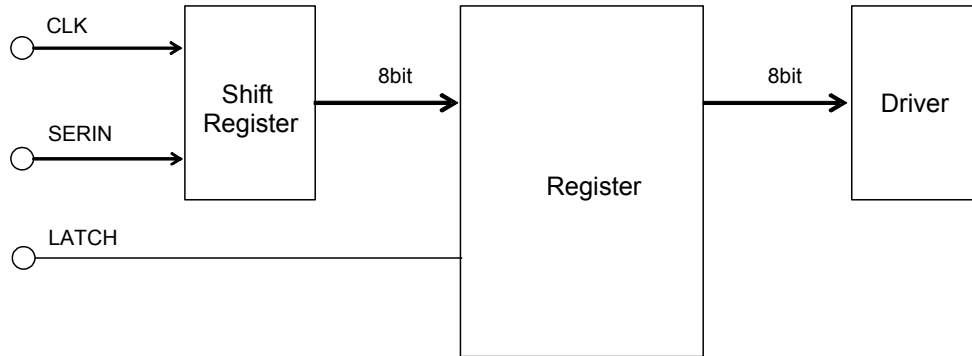 CLK
SERIN
LATCH
Shift
Register
8bit
Register
8bit
Driver